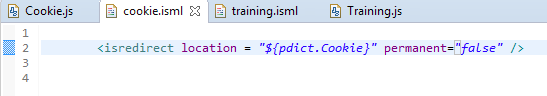 Cookie.js cookie.isml training.isml Training.js
1
2 <isredirect location = "${pdict.Cookie}" permanent="false" />
3
4